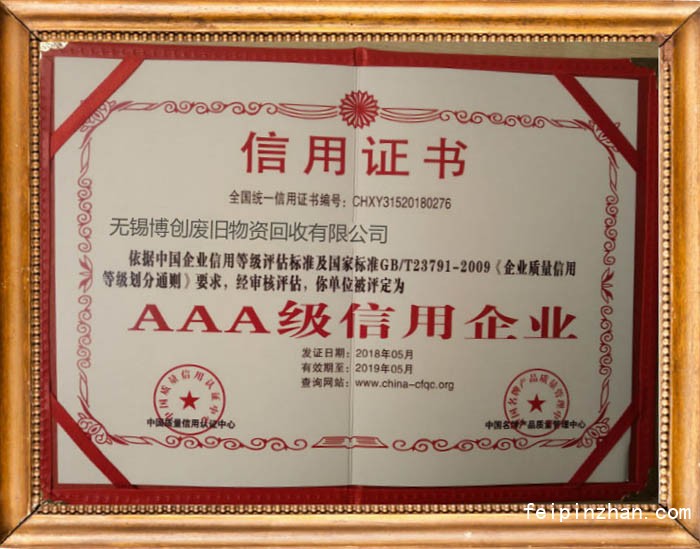 信用证书
全国统一信用证书编号：CHXY31520180276
无锡博创废旧物资回收有限公司
依据中国企业信用等级评估标准及国家标准GB/T23791-2009《企业质量信用
等级划分通则》要求，经审核评估，你单位被评定为
AAA级信用企业
发证日期：2018年05月
有效期至：2019年05月
查询网站：www.china-cfqc.org
中国质量信用认证中心
中国名牌产品质量管理中心
feipinzhan.com